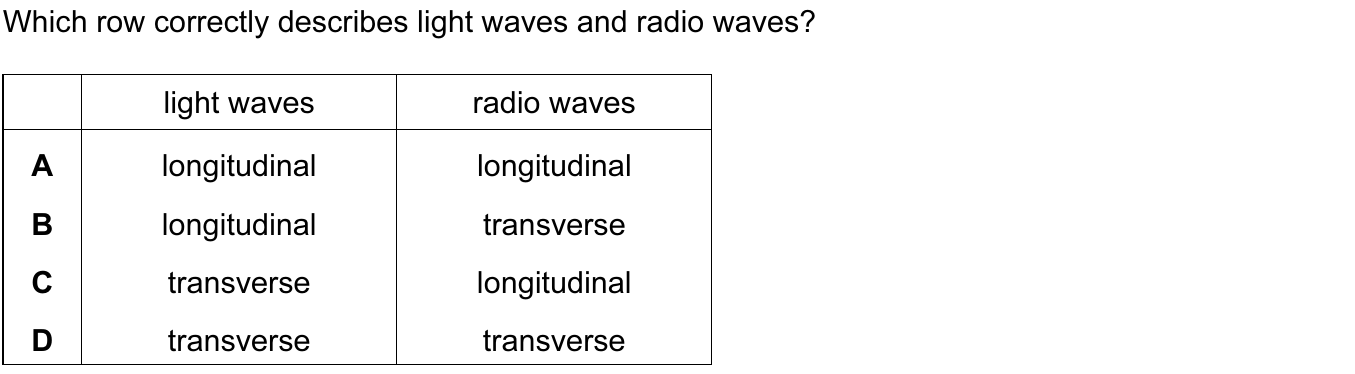 Which row correctly describes light waves and radio waves?
light waves radio waves
A longitudinal longitudinal
B longitudinal transverse
C transverse longitudinal
D transverse transverse